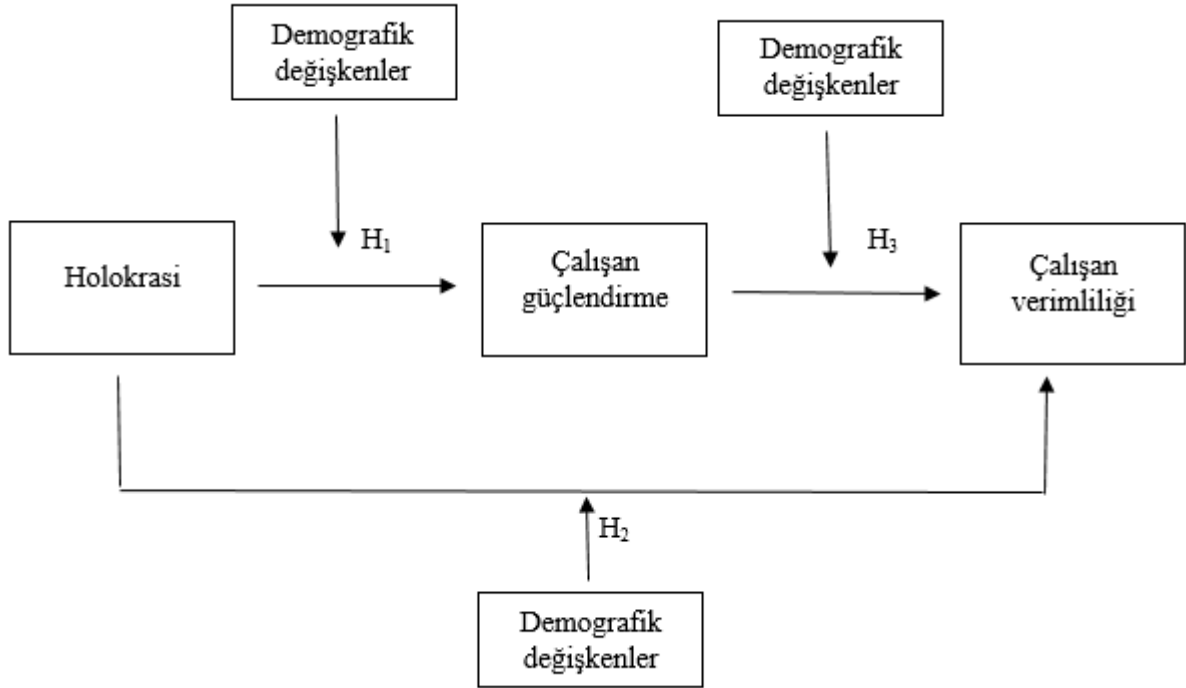 Demografik
değişkenler
Demografik
değişkenler
H₁
H₃
Holokrasi
Çalışan
güçlendirme
Çalışan
verimliliği
H₂
Demografik
değişkenler